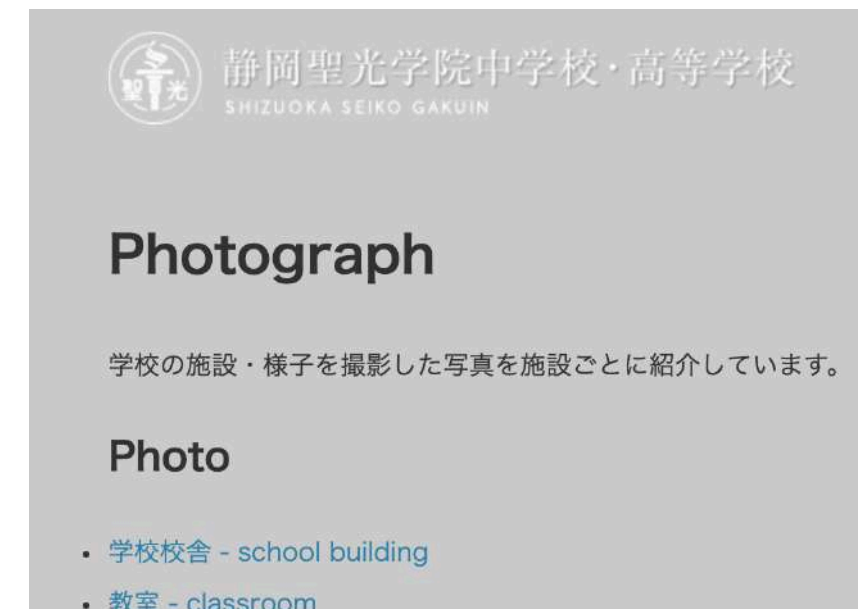 聖光
静岡聖光学院中学校・高等学校
SHIZUOKA SEIKO GAKUIN
Photograph
学校の施設・様子を撮影した写真を施設ごとに紹介しています。
Photo
• 学校校舎 - school building
• 教室 - classroom